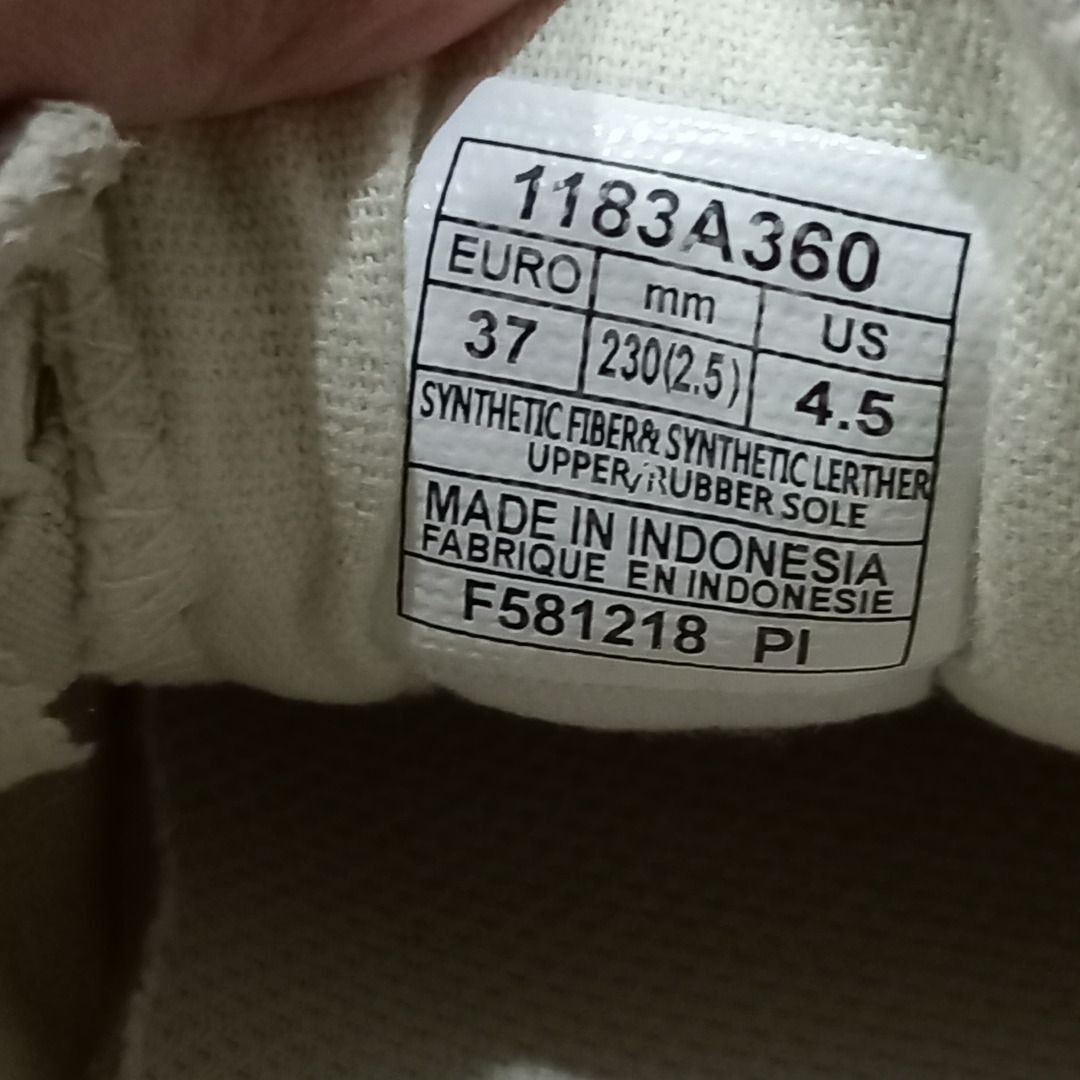 1183A360
EURO mm US
37 230(2.5) 4.5
SYNTHETIC FIBER& SYNTHETIC LERTHER
UPPER/RUBBER SOLE
MADE IN INDONESIA
FABRIQUE EN INDONESIE
F581218 PI